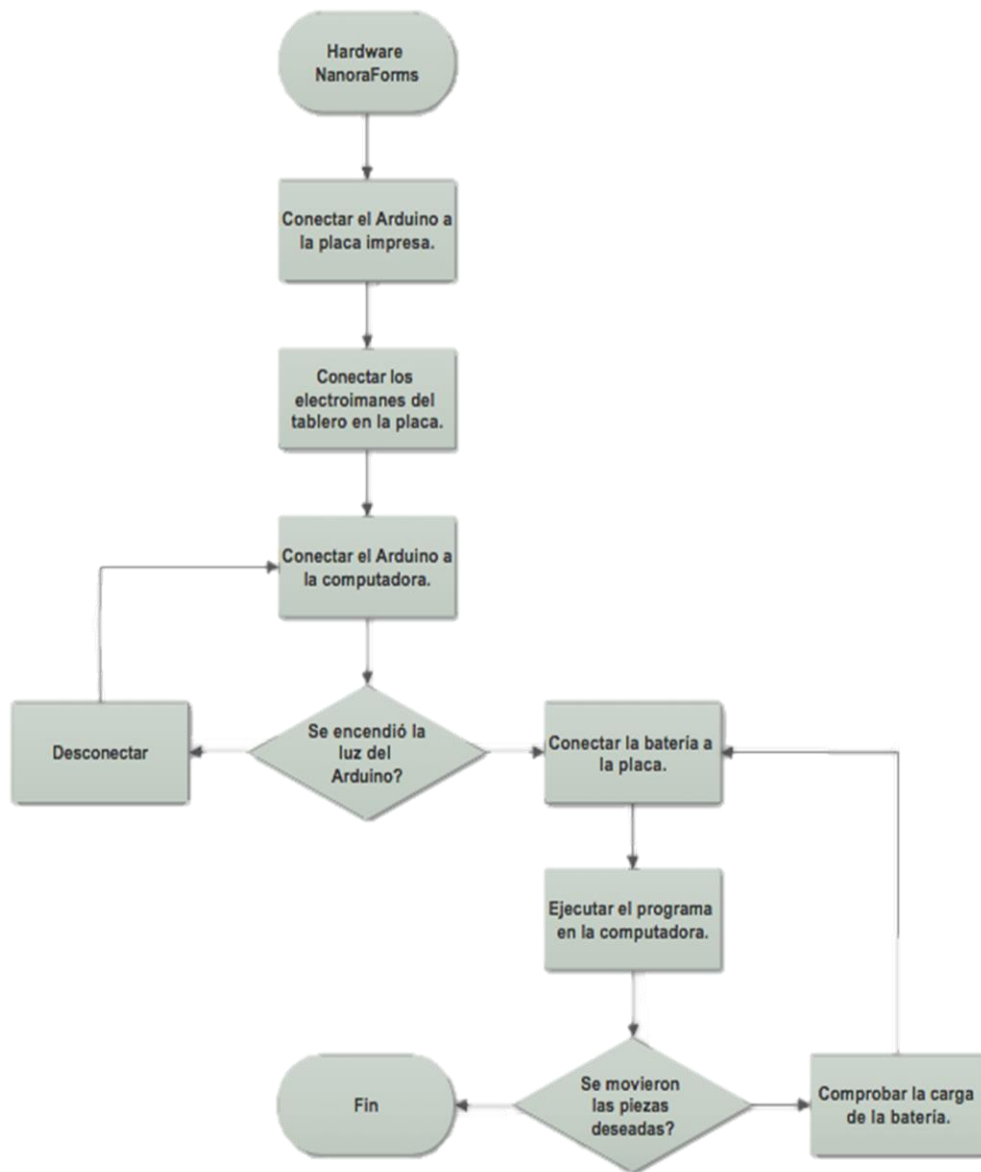 Hardware
NanoraForms
Conectar el Arduino a
la placa impresa.
Conectar los
electroimanes del
tablero en la placa.
Conectar el Arduino a
la computadora.
Se encendió la
luz del
Arduino?
Desconectar
Conectar la batería a
la placa.
Ejecutar el programa
en la computadora.
Se movieron
las piezas
deseadas?
Fin
Comprobar la carga
de la batería.